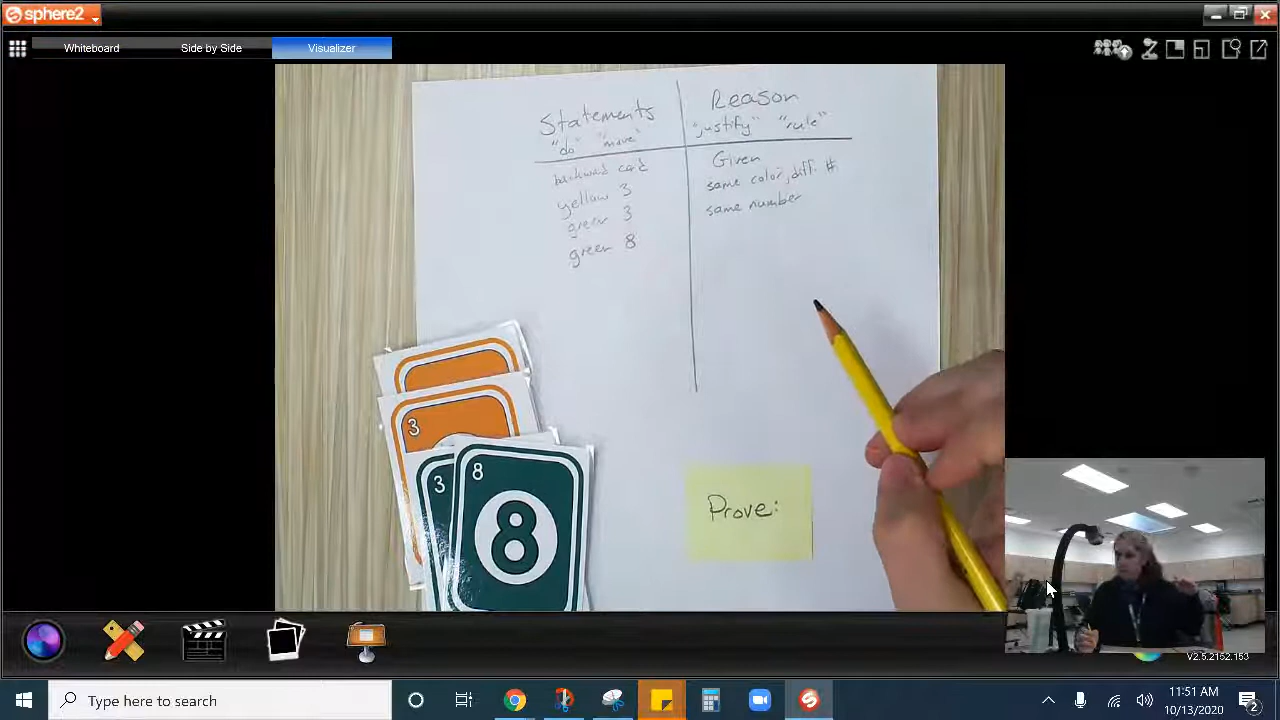 sphere2
Whiteboard
Side by Side
Visualizer
Statements
"do" "move"
Reason
"justify" "rule"
backward card
Given
yellow 3
same color, diff. #
green 3
same number
green 8
3
3
8
8
Prove:
V2.5.2152.153
Type here to search
11:51 AM
10/13/2020
2